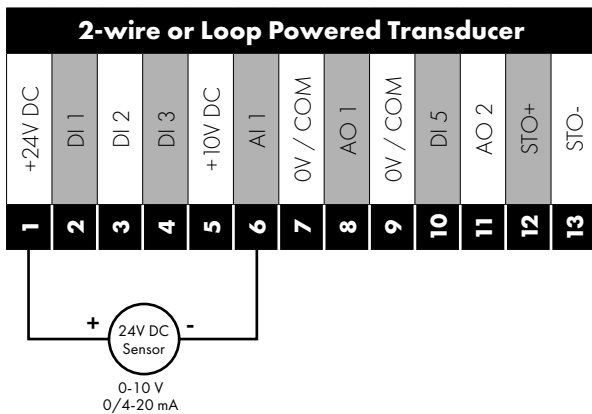 2-wire or Loop Powered Transducer
+24V DC
DI 1
DI 2
DI 3
+10V DC
AI 1
0V / COM
AO 1
0V / COM
DI 5
AO 2
STO+
STO-
1
2
3
4
5
6
7
8
9
10
11
12
13
+
-
24V DC
Sensor
0-10 V
0/4-20 mA